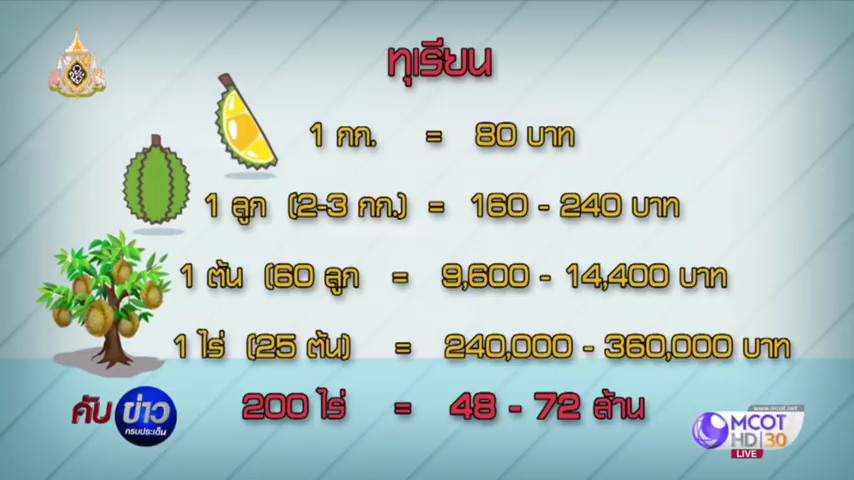 ทุเรียน
1 กก. = 80 บาท
1 ลูก (2-3 กก.) = 160 - 240 บาท
1 ต้น (60 ลูก = 9,600 - 14,400 บาท
1 ไร่ (25 ต้น) = 240,000 - 360,000 บาท
200 ไร่ = 48 - 72 ล้าน
คับ ข่าว
ครบประเด็น
www.mcot.net
MCOT
HD 30
LIVE